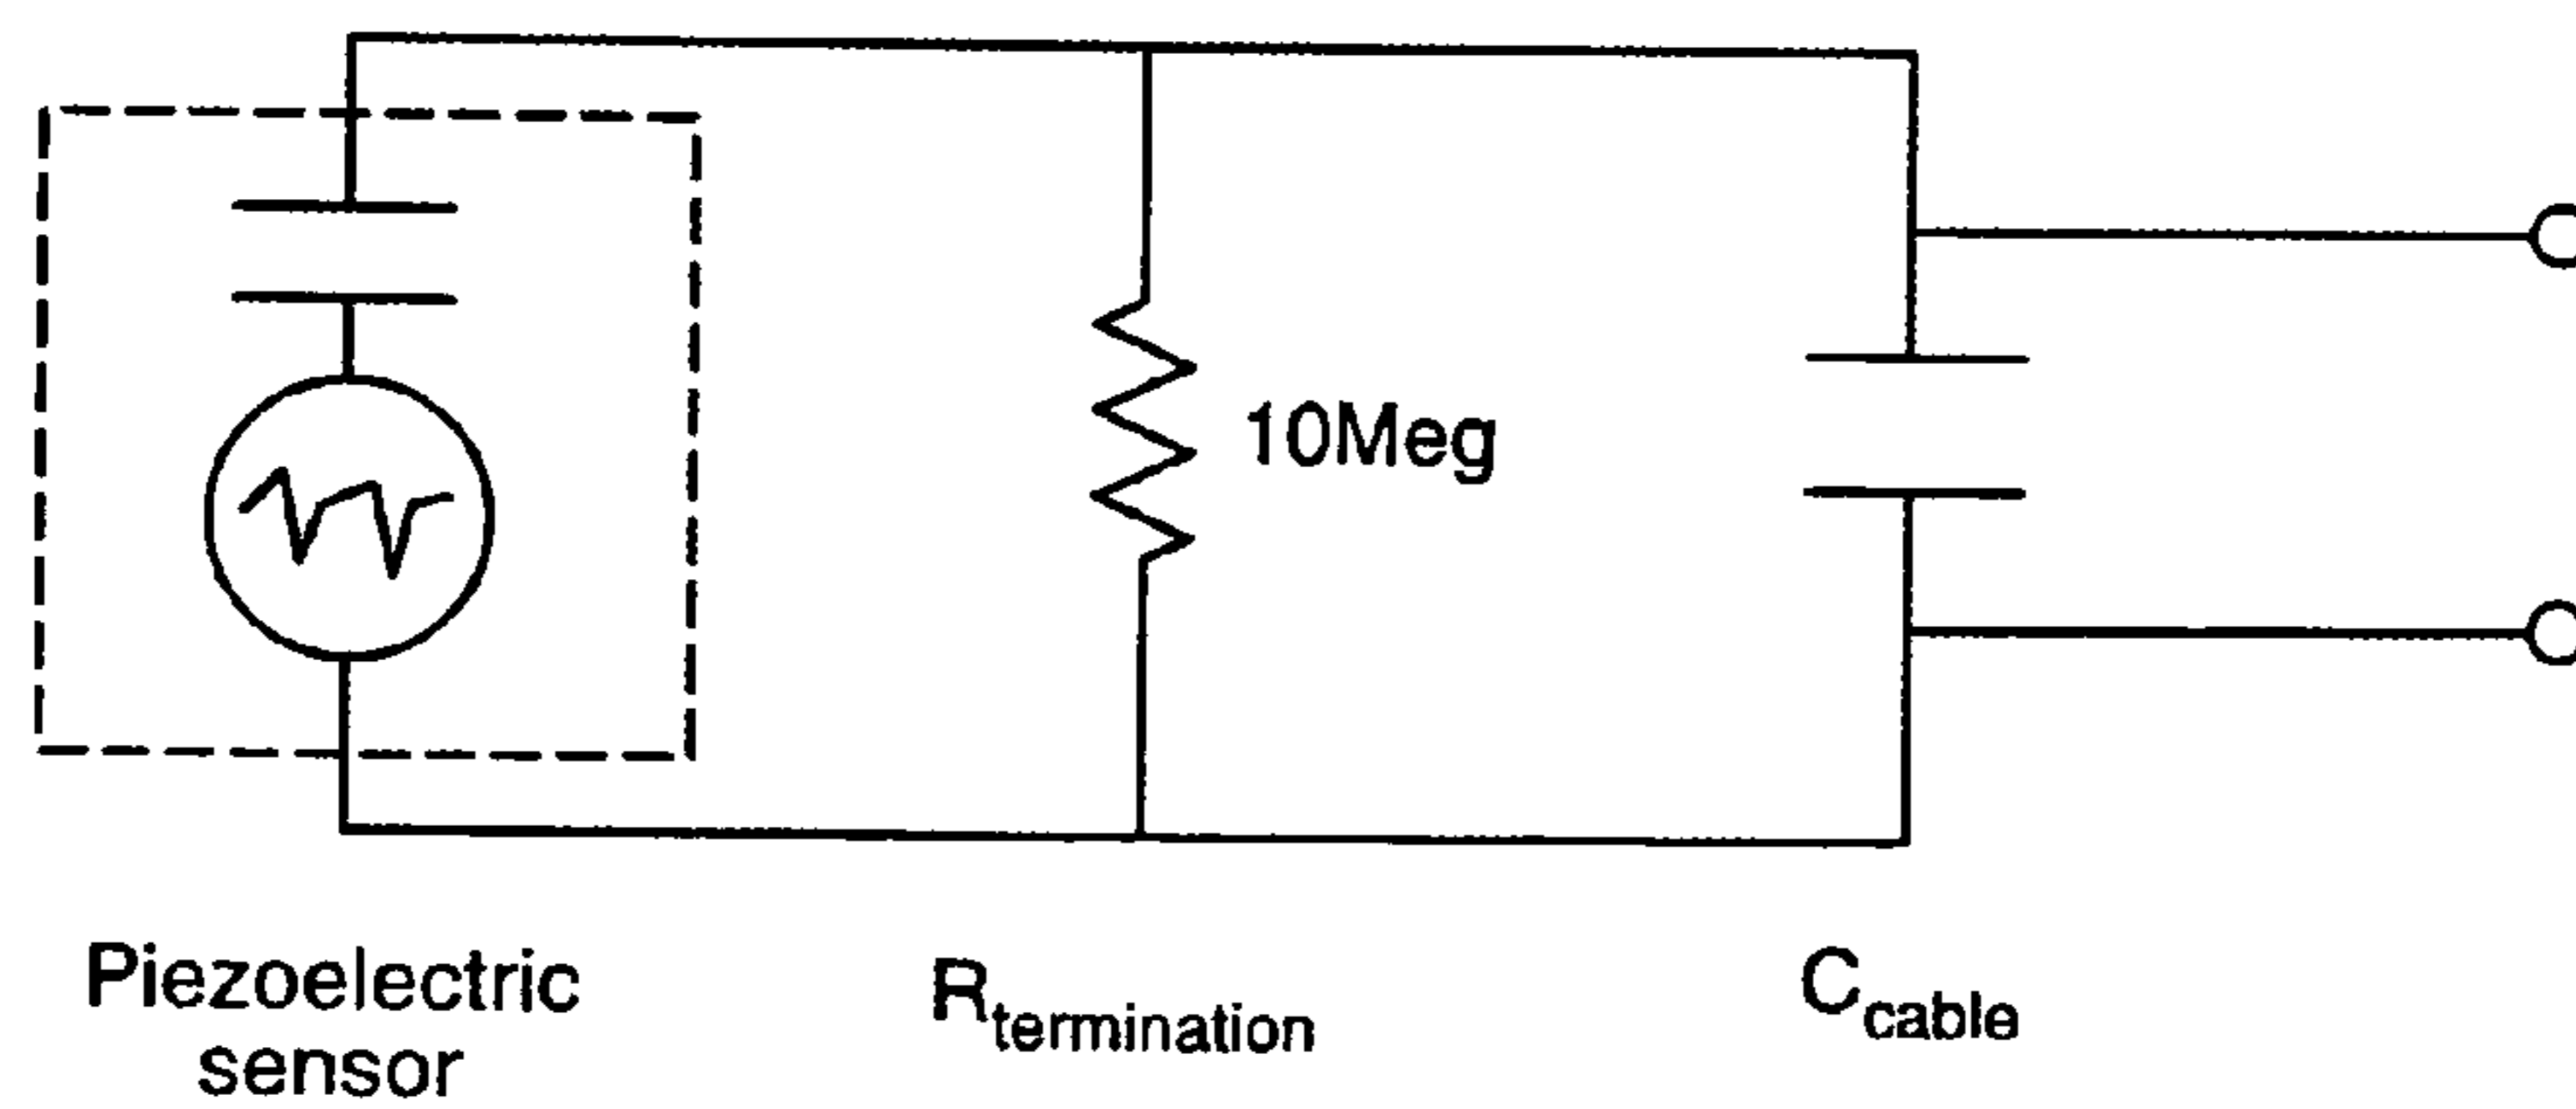 10Meg
Piezoelectric
sensor
Rtermination
Ccable